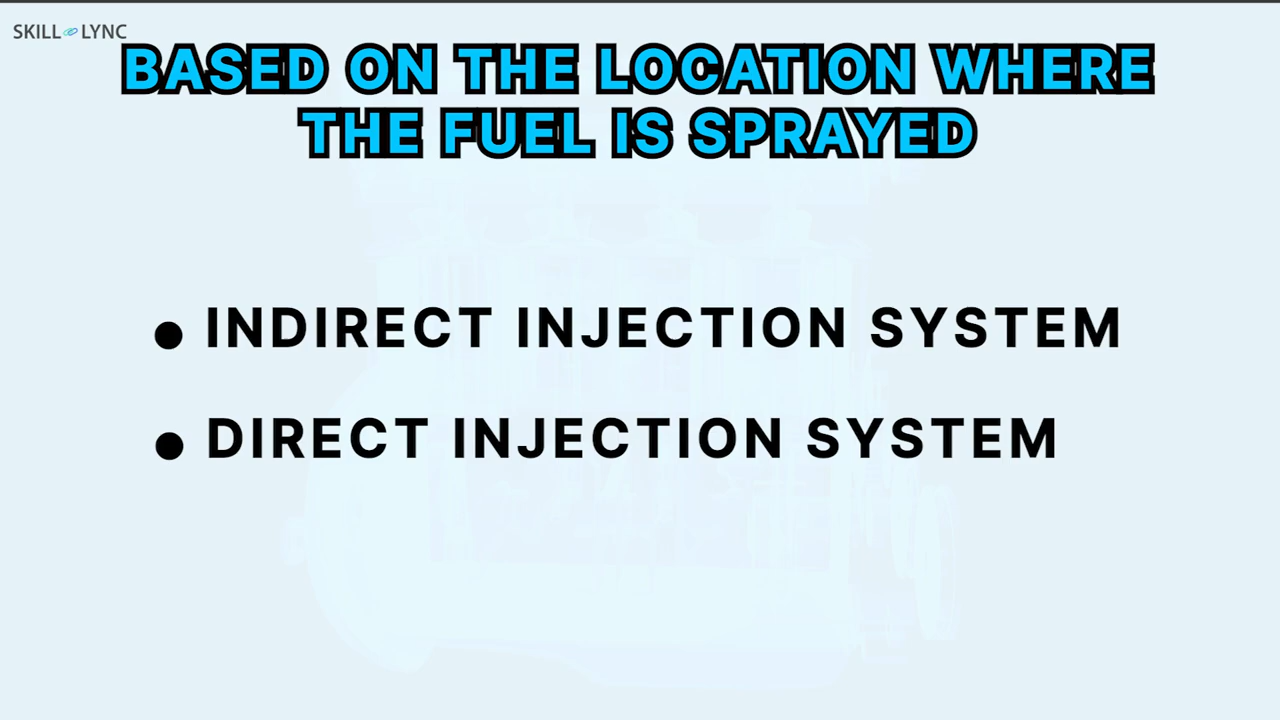 SKILL LYNC
BASED ON THE LOCATION WHERE
THE FUEL IS SPRAYED
• INDIRECT INJECTION SYSTEM
• DIRECT INJECTION SYSTEM